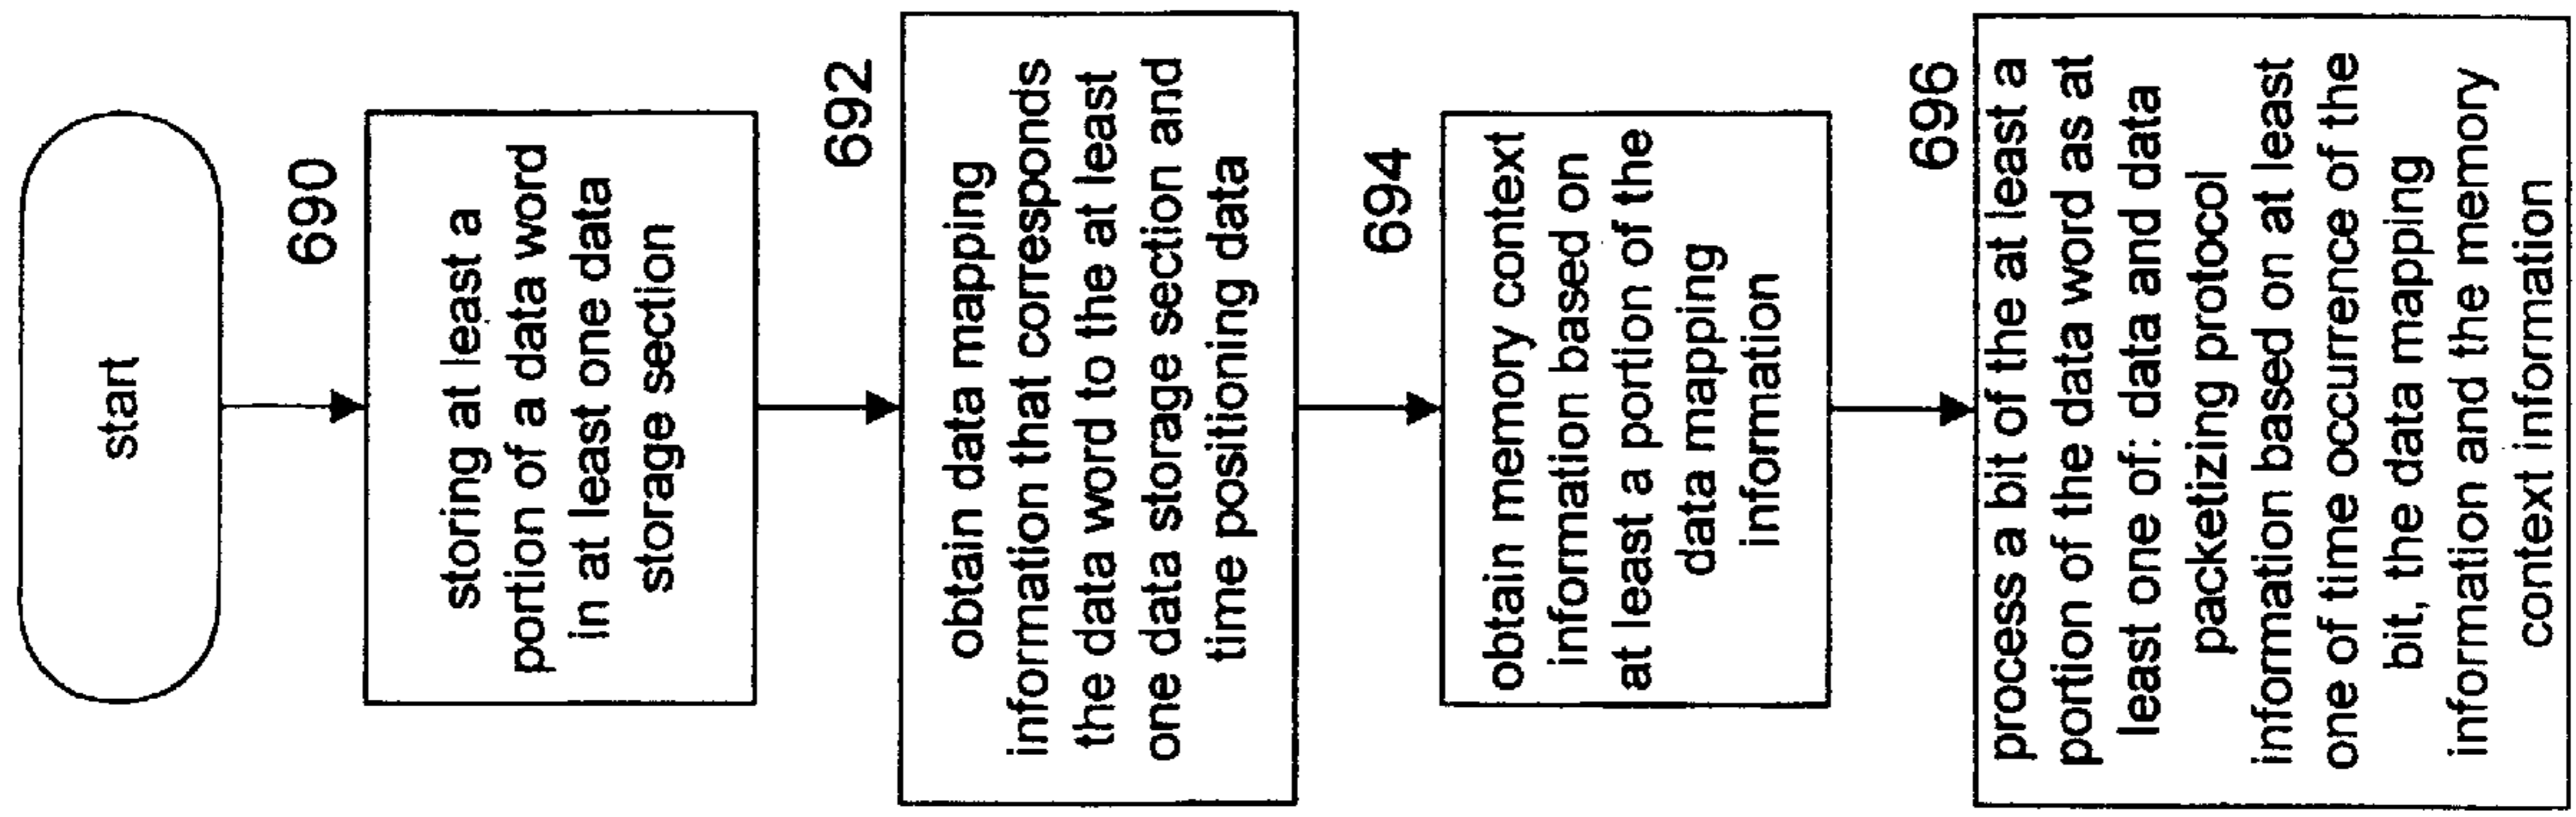 start
690
storing at least a
portion of a data word
in at least one data
storage section
692
obtain data mapping
information that corresponds
the data word to the at least
one data storage section and
time positioning data
694
obtain memory context
information based on
at least a portion of the
data mapping
information
696
process a bit of the at least a
portion of the data word as at
least one of: data and data
packetizing protocol
information based on at least
one of time occurrence of the
bit, the data mapping
information and the memory
context information